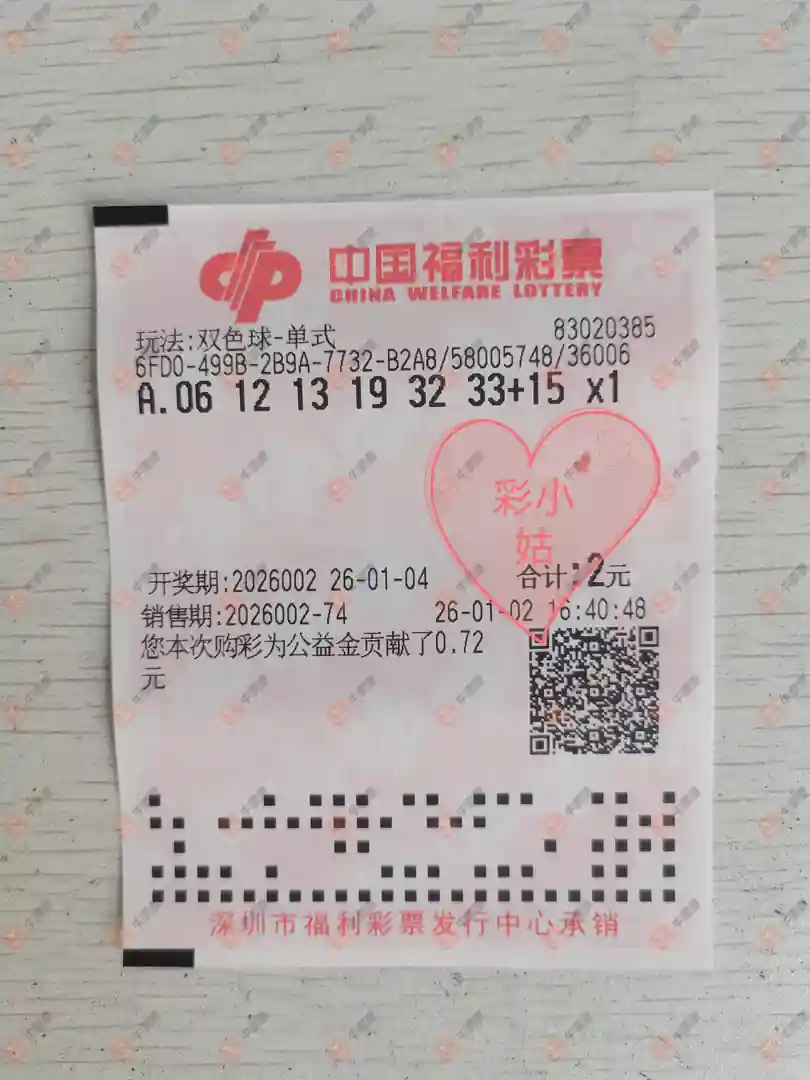 中国福利彩票
CHINA WELFARE LOTTERY
玩法:双色球-单式 83020385
6FD0-499B-2B9A-7732-B2A8/58005748/36006
A.06 12 13 19 32 33+15 x1
彩小
姑
开奖期:2026002 26-01-04 合计:2元
销售期:2026002-74 26-01-02 16:40:48
您本次购彩为公益金贡献了0.72
元
深圳市福利彩票发行中心承销